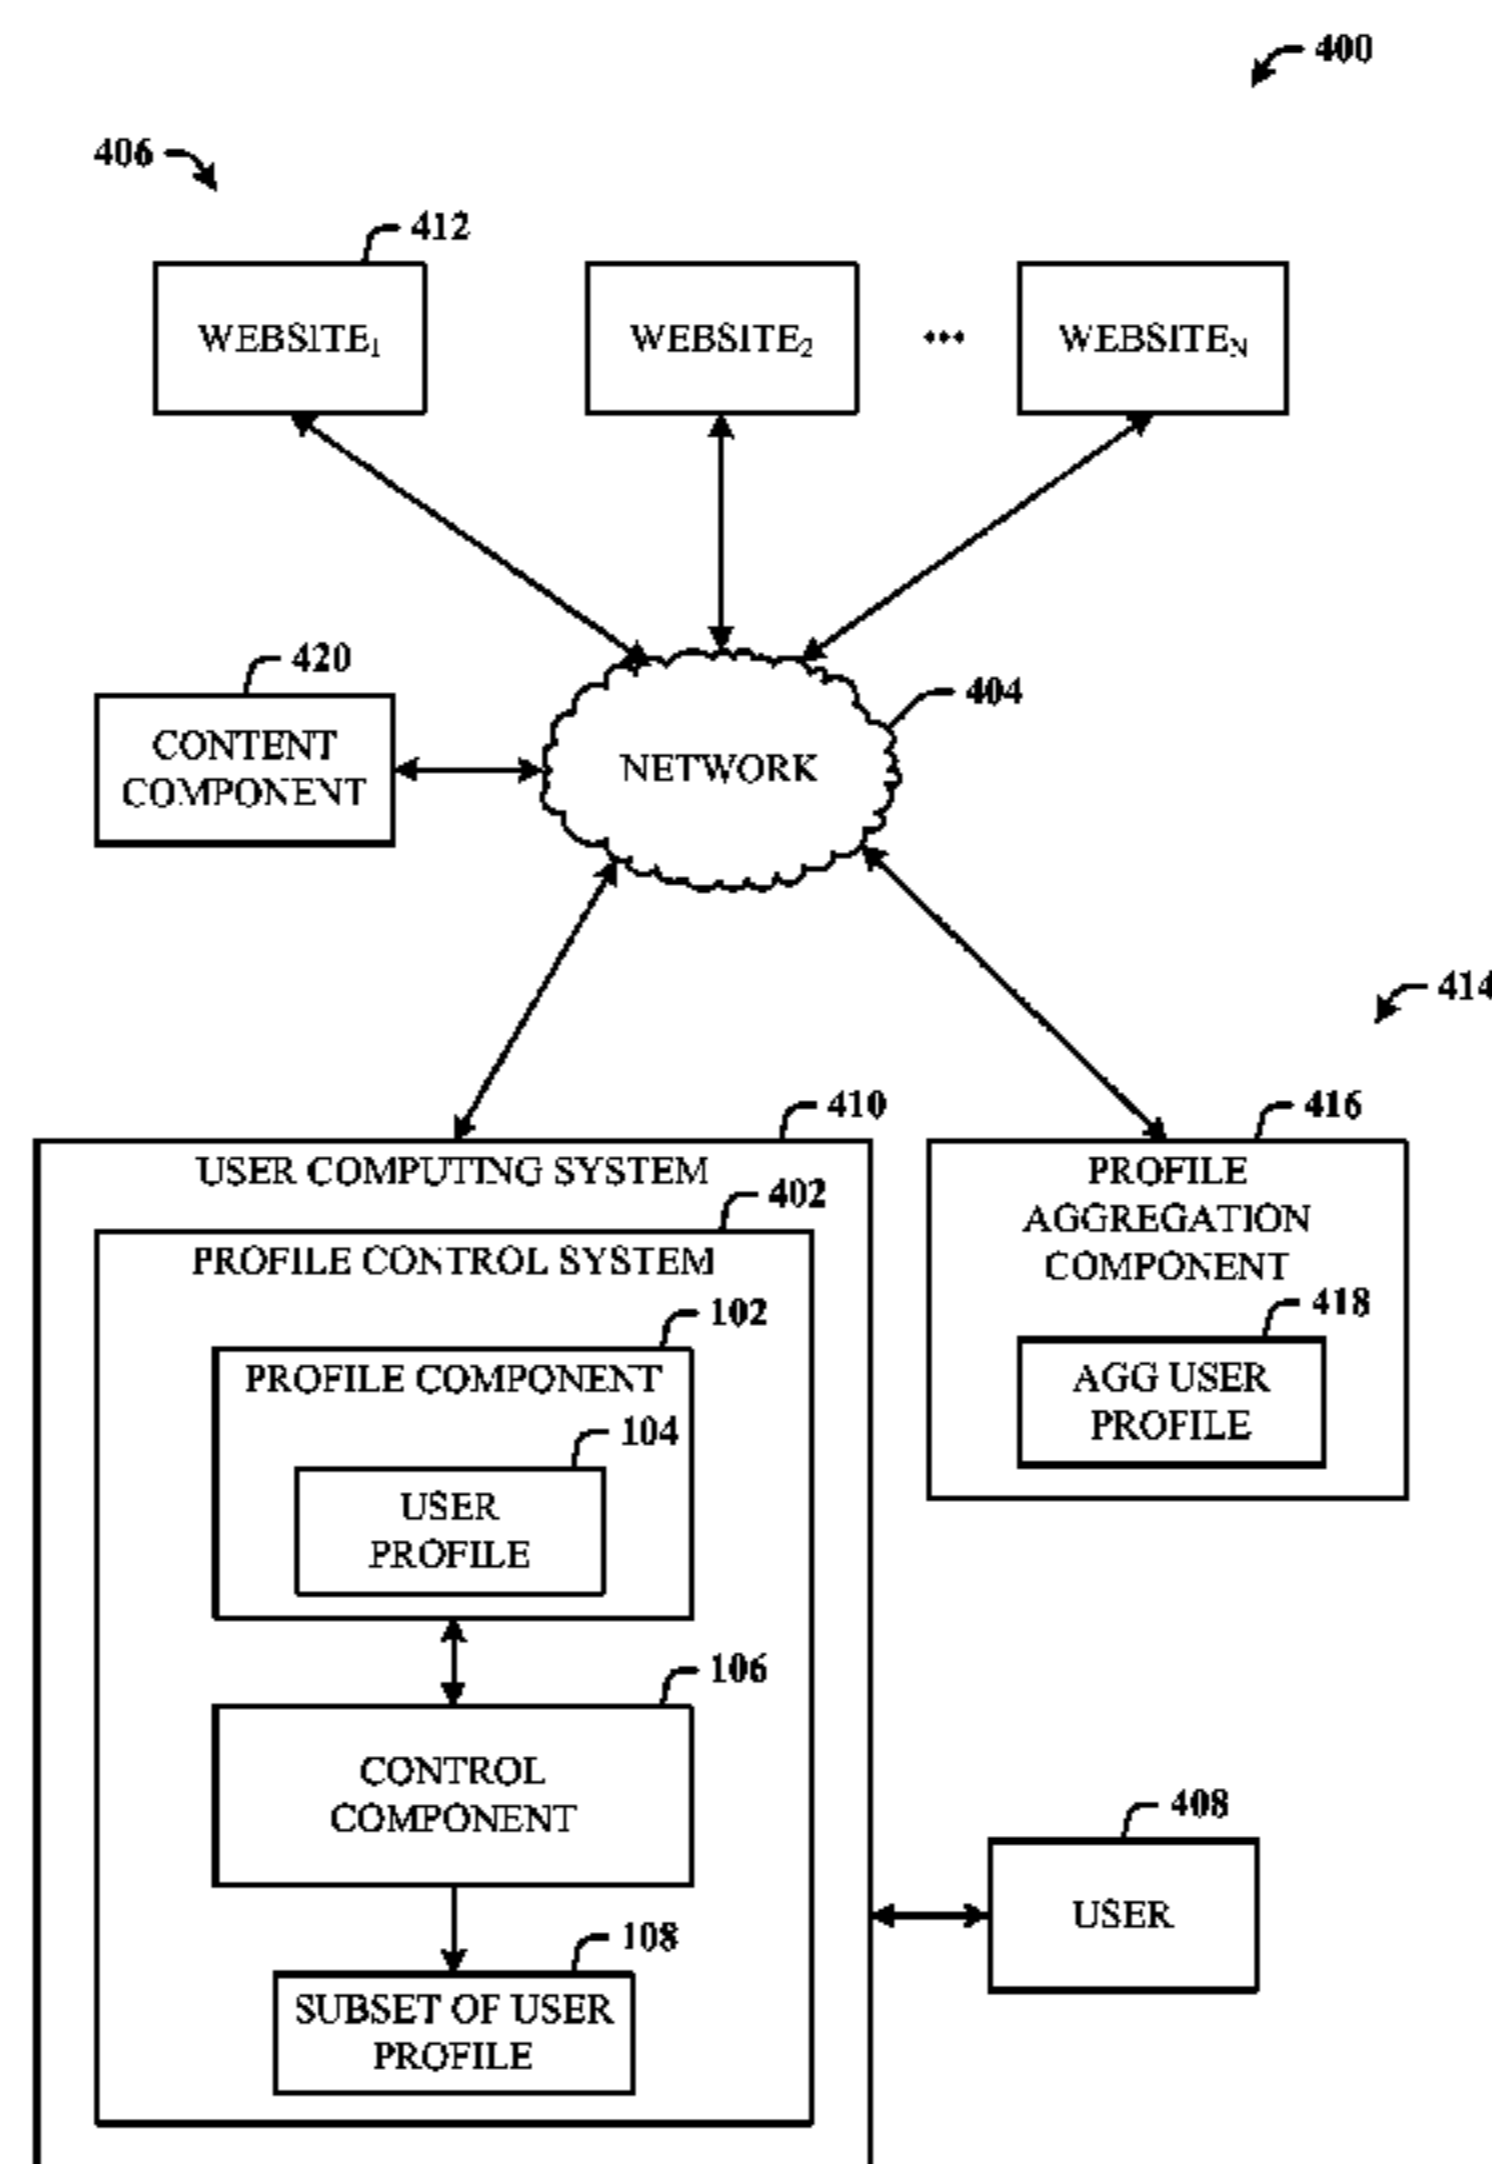 400
406
412
WEBSITE₁
WEBSITE₂
...
WEBSITE_N
420
CONTENT
COMPONENT
404
NETWORK
414
410
USER COMPUTING SYSTEM
402
PROFILE CONTROL SYSTEM
102
PROFILE COMPONENT
104
USER
PROFILE
106
CONTROL
COMPONENT
108
SUBSET OF USER
PROFILE
416
PROFILE
AGGREGATION
COMPONENT
418
AGG USER
PROFILE
408
USER